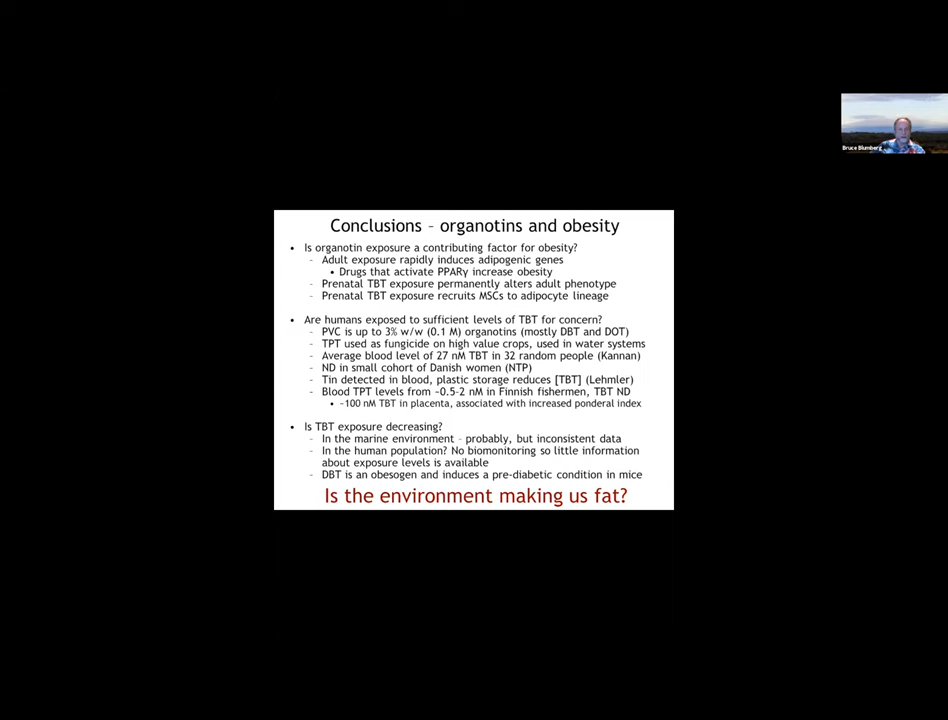 Conclusions – organotins and obesity
• Is organotin exposure a contributing factor for obesity?
– Adult exposure rapidly induces adipogenic genes
• Drugs that activate PPARγ increase obesity
– Prenatal TBT exposure permanently alters adult phenotype
– Prenatal TBT exposure recruits MSCs to adipocyte lineage
• Are humans exposed to sufficient levels of TBT for concern?
– PVC is up to 3% w/w (0.1 M) organotins (mostly DBT and DOT)
– TPT used as fungicide on high value crops, used in water systems
– Average blood level of 27 nM TBT in 32 random people (Kannan)
– ND in small cohort of Danish women (NTP)
– Tin detected in blood, plastic storage reduces [TBT] (Lehmler)
– Blood TPT levels from ~0.5-2 nM in Finnish fishermen, TBT ND
• ~100 nM TBT in placenta, associated with increased ponderal index
• Is TBT exposure decreasing?
– In the marine environment – probably, but inconsistent data
– In the human population? No biomonitoring so little information
about exposure levels is available
– DBT is an obesogen and induces a pre-diabetic condition in mice
Is the environment making us fat?
Bruce Blumberg